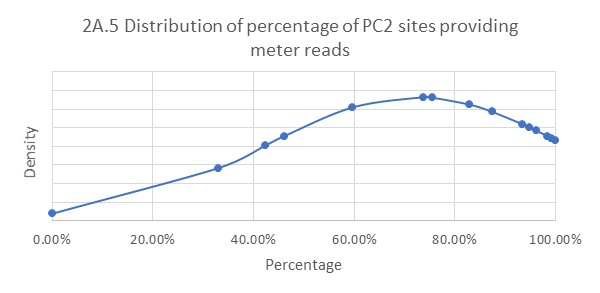 2A.5 Distribution of percentage of PC2 sites providing
meter reads
Density
0.00%
20.00%
40.00%
60.00%
80.00%
100.00%
Percentage